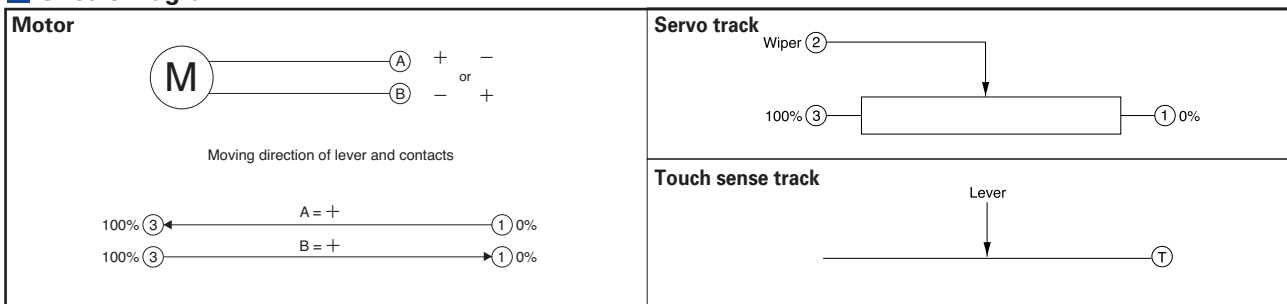 Motor
M
A + −
or
B − +
Moving direction of lever and contacts
100% 3 A = + 1 0%
100% 3 B = + 1 0%
Servo track
Wiper 2
100% 3 1 0%
Touch sense track
Lever
T